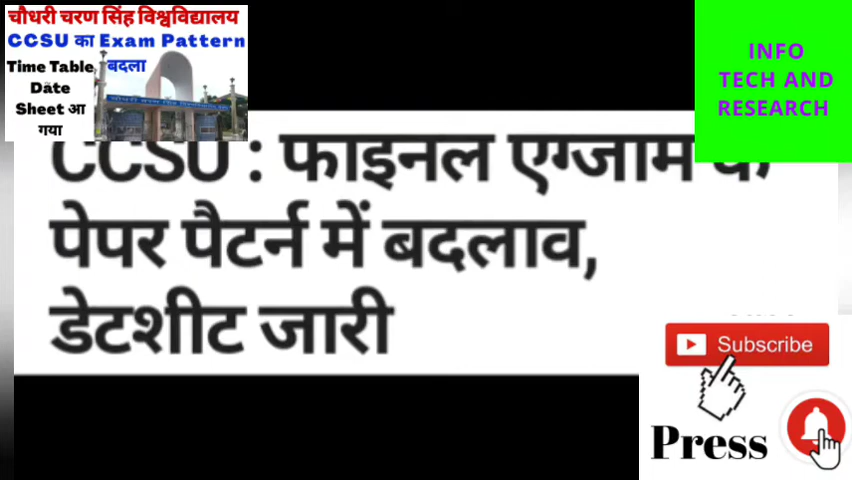 चौधरी चरण सिंह विश्वविद्यालय
CCSU का Exam Pattern
बदला
Time Table,
Date
Sheet आ
गया
INFO
TECH AND
RESEARCH
CCSU : फाइनल एग्जाम के
पेपर पैटर्न में बदलाव,
डेटशीट जारी
Subscribe
Press